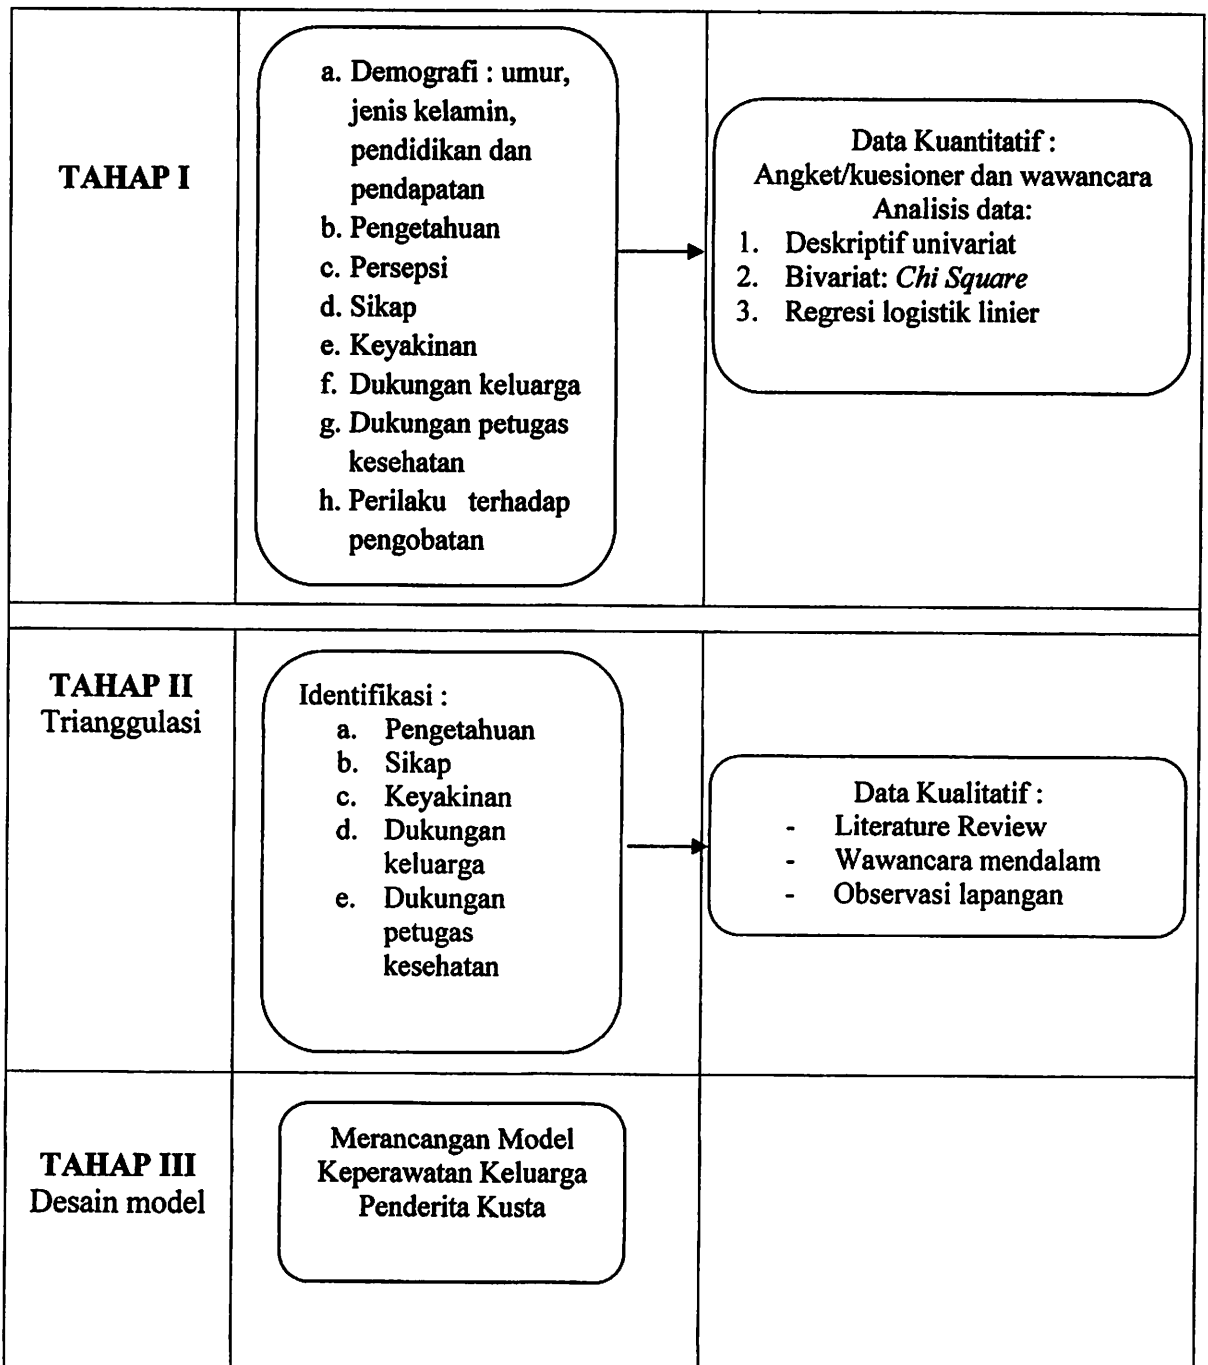 TAHAP I
a. Demografi : umur,
jenis kelamin,
pendidikan dan
pendapatan
b. Pengetahuan
c. Persepsi
d. Sikap
e. Keyakinan
f. Dukungan keluarga
g. Dukungan petugas
kesehatan
h. Perilaku terhadap
pengobatan
Data Kuantitatif :
Angket/kuesioner dan wawancara
Analisis data:
1. Deskriptif univariat
2. Bivariat: Chi Square
3. Regresi logistik linier
TAHAP II
Trianggulasi
Identifikasi :
a. Pengetahuan
b. Sikap
c. Keyakinan
d. Dukungan
keluarga
e. Dukungan
petugas
kesehatan
Data Kualitatif :
- Literature Review
- Wawancara mendalam
- Observasi lapangan
TAHAP III
Desain model
Merancangan Model
Keperawatan Keluarga
Penderita Kusta